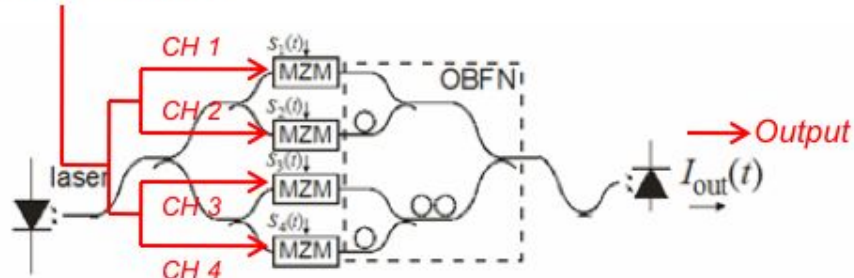 CH 1
S₁(t)
MZM
OBFN
CH 2
S₂(t)
MZM
Output
laser
S₃(t)
MZM
I_out(t)
CH 3
S₄(t)
MZM
CH 4